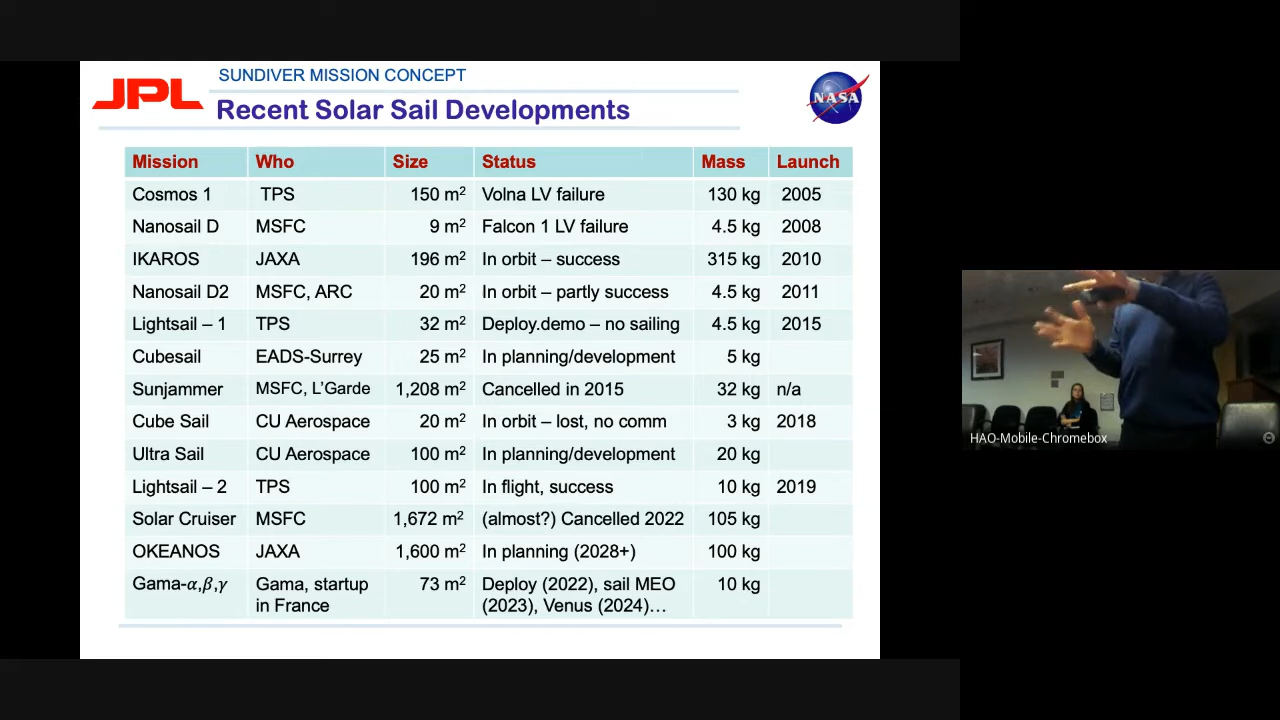 JPL
SUNDIVER MISSION CONCEPT
Recent Solar Sail Developments
NASA
Mission Who Size Status Mass Launch
Cosmos 1 TPS 150 m² Volna LV failure 130 kg 2005
Nanosail D MSFC 9 m² Falcon 1 LV failure 4.5 kg 2008
IKAROS JAXA 196 m² In orbit – success 315 kg 2010
Nanosail D2 MSFC, ARC 20 m² In orbit – partly success 4.5 kg 2011
Lightsail – 1 TPS 32 m² Deploy.demo – no sailing 4.5 kg 2015
Cubesail EADS-Surrey 25 m² In planning/development 5 kg
Sunjammer MSFC, L'Garde 1,208 m² Cancelled in 2015 32 kg n/a
Cube Sail CU Aerospace 20 m² In orbit – lost, no comm 3 kg 2018
Ultra Sail CU Aerospace 100 m² In planning/development 20 kg
Lightsail – 2 TPS 100 m² In flight, success 10 kg 2019
Solar Cruiser MSFC 1,672 m² (almost?) Cancelled 2022 105 kg
OKEANOS JAXA 1,600 m² In planning (2028+) 100 kg
Gama-α,β,γ Gama, startup 73 m² Deploy (2022), sail MEO 10 kg
in France (2023), Venus (2024)…
HAO-Mobile-Chromebox